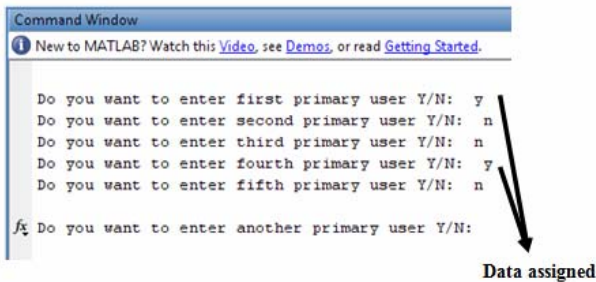 Command Window
New to MATLAB? Watch this Video, see Demos, or read Getting Started.
Do you want to enter first primary user Y/N: y
Do you want to enter second primary user Y/N: n
Do you want to enter third primary user Y/N: n
Do you want to enter fourth primary user Y/N: y
Do you want to enter fifth primary user Y/N: n
fx Do you want to enter another primary user Y/N:
Data assigned